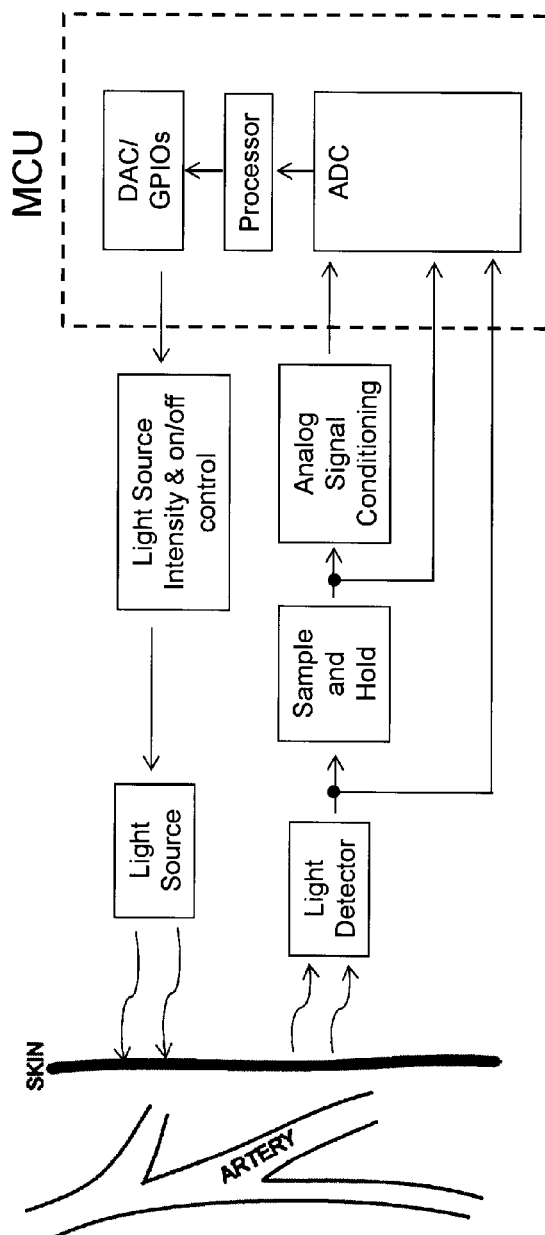 MCU
DAC/
GPIOs
Processor
ADC
Light Source
Intensity & on/off
control
Analog
Signal
Conditioning
Sample
and
Hold
Light
Source
Light
Detector
SKIN
ARTERY